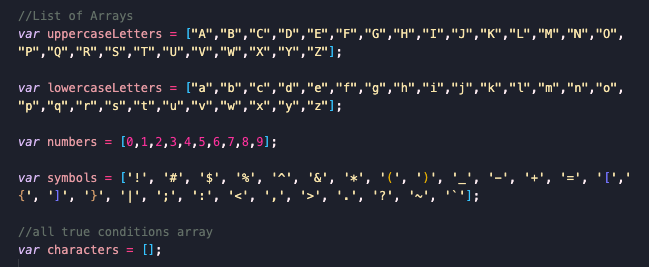 //List of Arrays
var uppercaseLetters = ["A","B","C","D","E","F","G","H","I","J","K","L","M","N","O",
"P","Q","R","S","T","U","V","W","X","Y","Z"];
var lowercaseLetters = ["a","b","c","d","e","f","g","h","i","j","k","l","m","n","o",
"p","q","r","s","t","u","v","w","x","y","z"];
var numbers = [0,1,2,3,4,5,6,7,8,9];
var symbols = ['!', '#', '$', '%', '^', '&', '*', '(', ')', '_', '-', '+', '=', '[','
{', ']', '}', '|', ';', ':', '<', ',', '>', '.', '?', '~', '`'];
//all true conditions array
var characters = [];